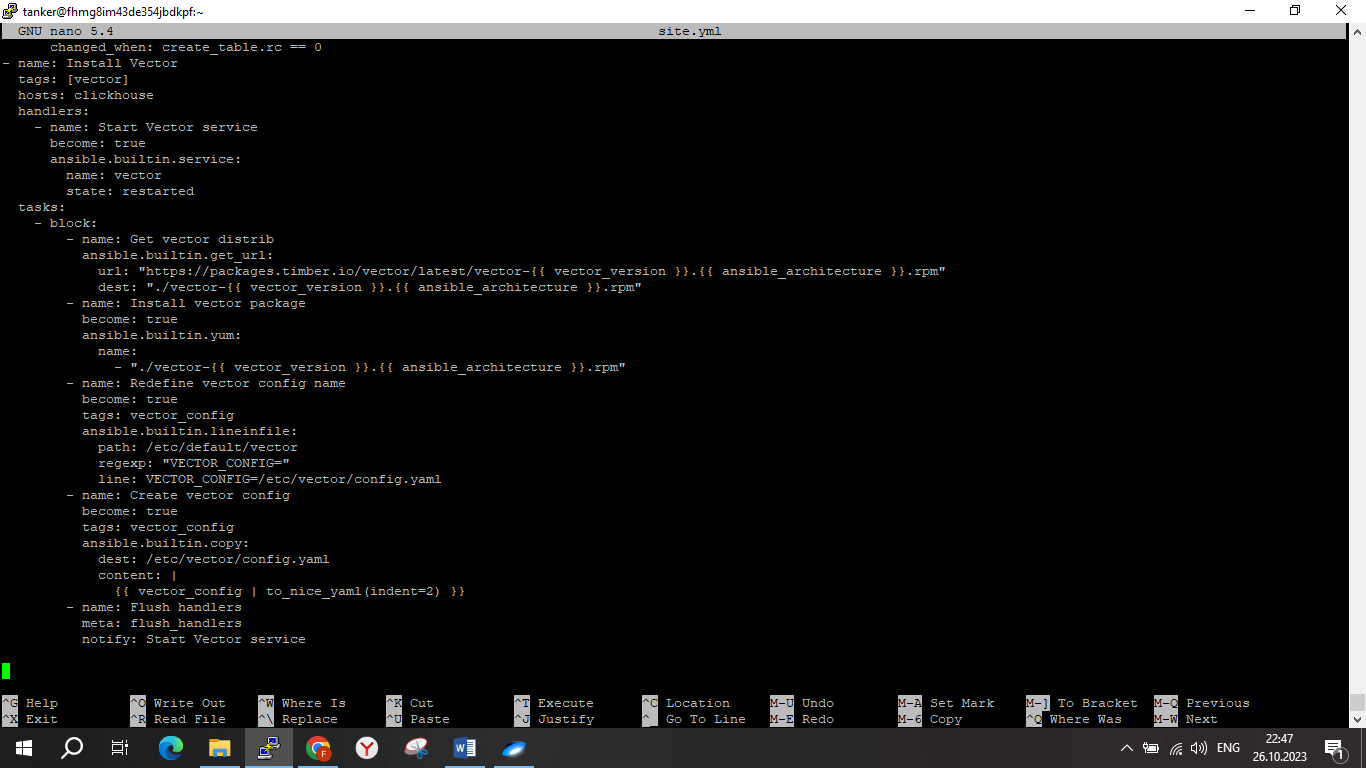 tanker@fhmg8im43de354jbdkpf:~
GNU nano 5.4 site.yml
changed_when: create_table.rc == 0
- name: Install Vector
tags: [vector]
hosts: clickhouse
handlers:
- name: Start Vector service
become: true
ansible.builtin.service:
name: vector
state: restarted
tasks:
- block:
- name: Get vector distrib
ansible.builtin.get_url:
url: "https://packages.timber.io/vector/latest/vector-{{ vector_version }}.{{ ansible_architecture }}.rpm"
dest: "./vector-{{ vector_version }}.{{ ansible_architecture }}.rpm"
- name: Install vector package
become: true
ansible.builtin.yum:
name:
- "./vector-{{ vector_version }}.{{ ansible_architecture }}.rpm"
- name: Redefine vector config name
become: true
tags: vector_config
ansible.builtin.lineinfile:
path: /etc/default/vector
regexp: "VECTOR_CONFIG="
line: VECTOR_CONFIG=/etc/vector/config.yaml
- name: Create vector config
become: true
tags: vector_config
ansible.builtin.copy:
dest: /etc/vector/config.yaml
content: |
{{ vector_config | to_nice_yaml(indent=2) }}
- name: Flush handlers
meta: flush_handlers
notify: Start Vector service
^G Help ^O Write Out ^W Where Is ^K Cut ^T Execute ^C Location M-U Undo M-A Set Mark M-] To Bracket M-Q Previous
^X Exit ^R Read File ^\ Replace ^U Paste ^J Justify ^_ Go To Line M-E Redo M-6 Copy ^Q Where Was M-W Next
ENG
22:47
26.10.2023
1